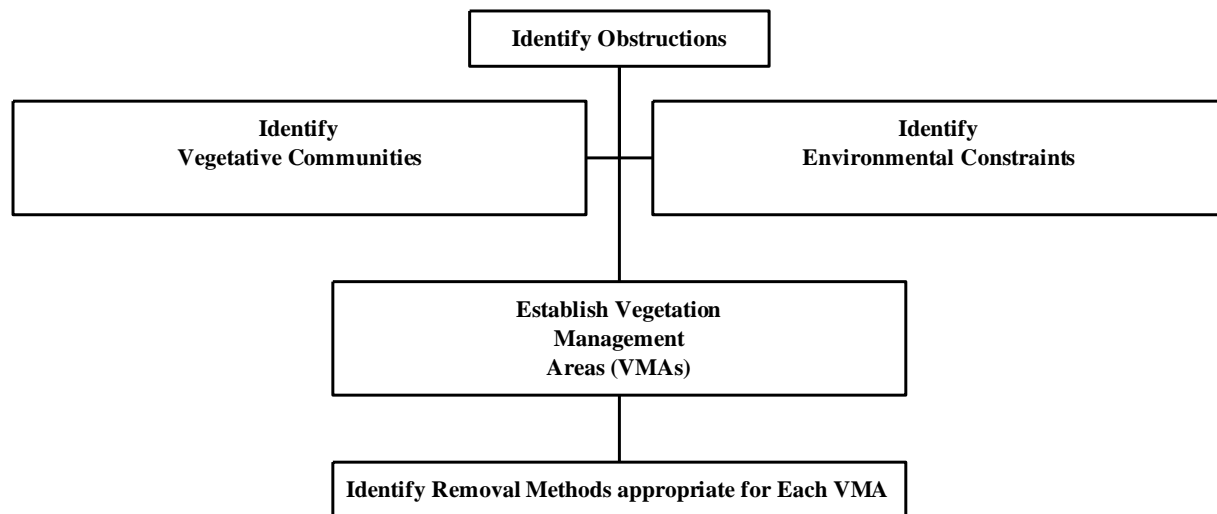 Identify Obstructions
Identify
Vegetative Communities
Identify
Environmental Constraints
Establish Vegetation
Management
Areas (VMAs)
Identify Removal Methods appropriate for Each VMA